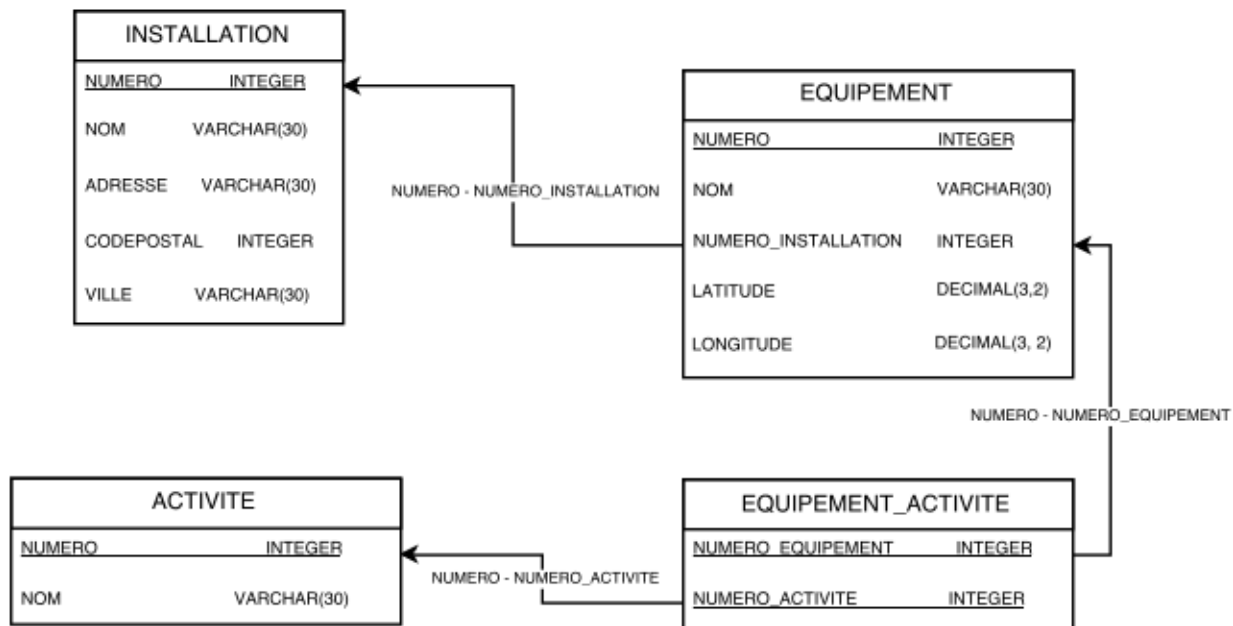 INSTALLATION
NUMERO INTEGER
NOM VARCHAR(30)
ADRESSE VARCHAR(30)
CODEPOSTAL INTEGER
VILLE VARCHAR(30)
NUMERO - NUMERO_INSTALLATION
EQUIPEMENT
NUMERO INTEGER
NOM VARCHAR(30)
NUMERO_INSTALLATION INTEGER
LATITUDE DECIMAL(3,2)
LONGITUDE DECIMAL(3, 2)
NUMERO - NUMERO_EQUIPEMENT
ACTIVITE
NUMERO INTEGER
NOM VARCHAR(30)
NUMERO - NUMERO_ACTIVITE
EQUIPEMENT_ACTIVITE
NUMERO_EQUIPEMENT INTEGER
NUMERO_ACTIVITE INTEGER